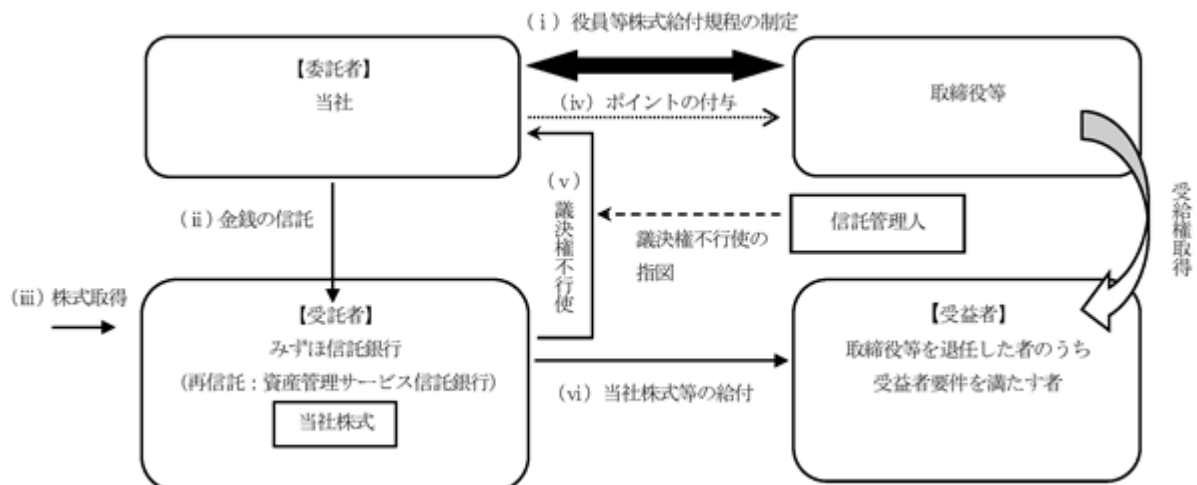 (ⅰ) 役員等株式給付規程の制定
【委託者】
当社
(ⅳ) ポイントの付与
取締役等
(ⅱ) 金銭の信託
(ⅴ)
議決権不行使
議決権不行使の
指図
信託管理人
受給権取得
(ⅲ) 株式取得
【受託者】
みずほ信託銀行
(再信託：資産管理サービス信託銀行)
当社株式
(ⅵ) 当社株式等の給付
【受益者】
取締役等を退任した者のうち
受益者要件を満たす者